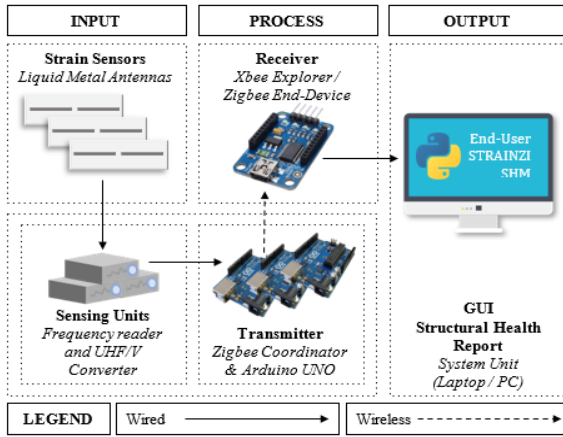 INPUT
PROCESS
OUTPUT
Strain Sensors
Liquid Metal Antennas
Receiver
Xbee Explorer /
Zigbee End-Device
End-User
STRAINZI
SHM
Sensing Units
Frequency reader
and UHF/V
Converter
Transmitter
Zigbee Coordinator
& Arduino UNO
GUI
Structural Health
Report
System Unit
(Laptop / PC)
LEGEND
Wired
Wireless